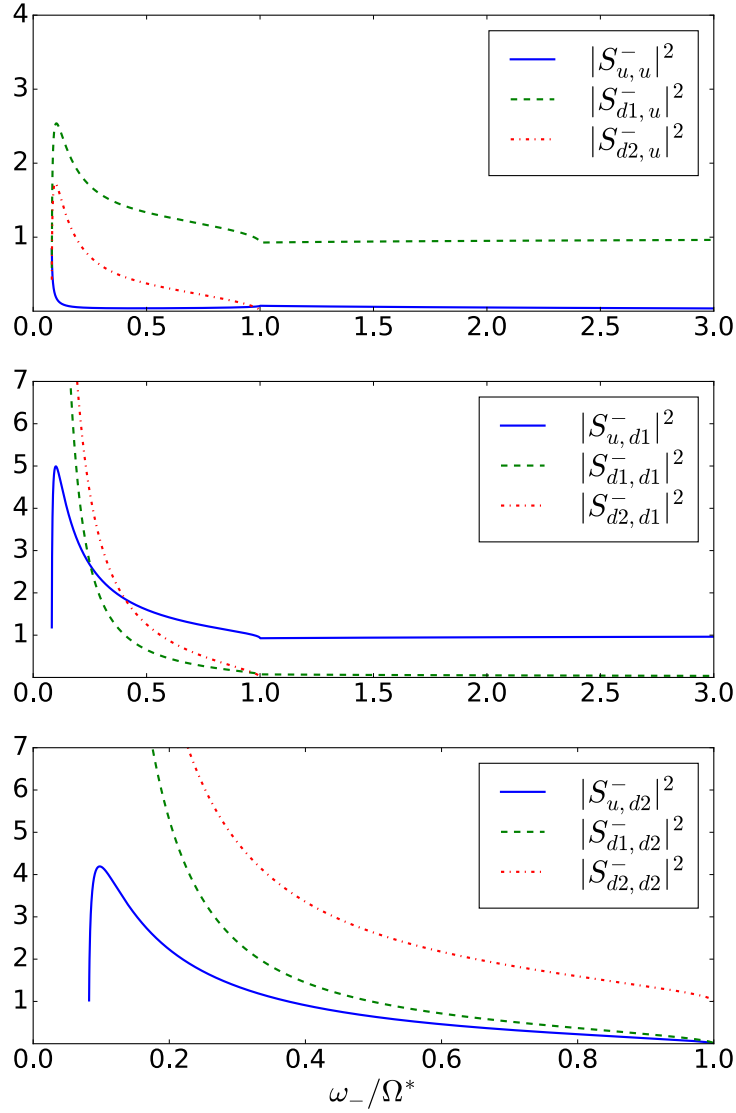 4
3
2
1
0.0 0.5 1.0 1.5 2.0 2.5 3.0
|S⁻u,u|²
|S⁻d1,u|²
|S⁻d2,u|²
7
6
5
4
3
2
1
0.0 0.5 1.0 1.5 2.0 2.5 3.0
|S⁻u,d1|²
|S⁻d1,d1|²
|S⁻d2,d1|²
7
6
5
4
3
2
1
0.0 0.2 0.4 0.6 0.8 1.0
|S⁻u,d2|²
|S⁻d1,d2|²
|S⁻d2,d2|²
ω₋/Ω*